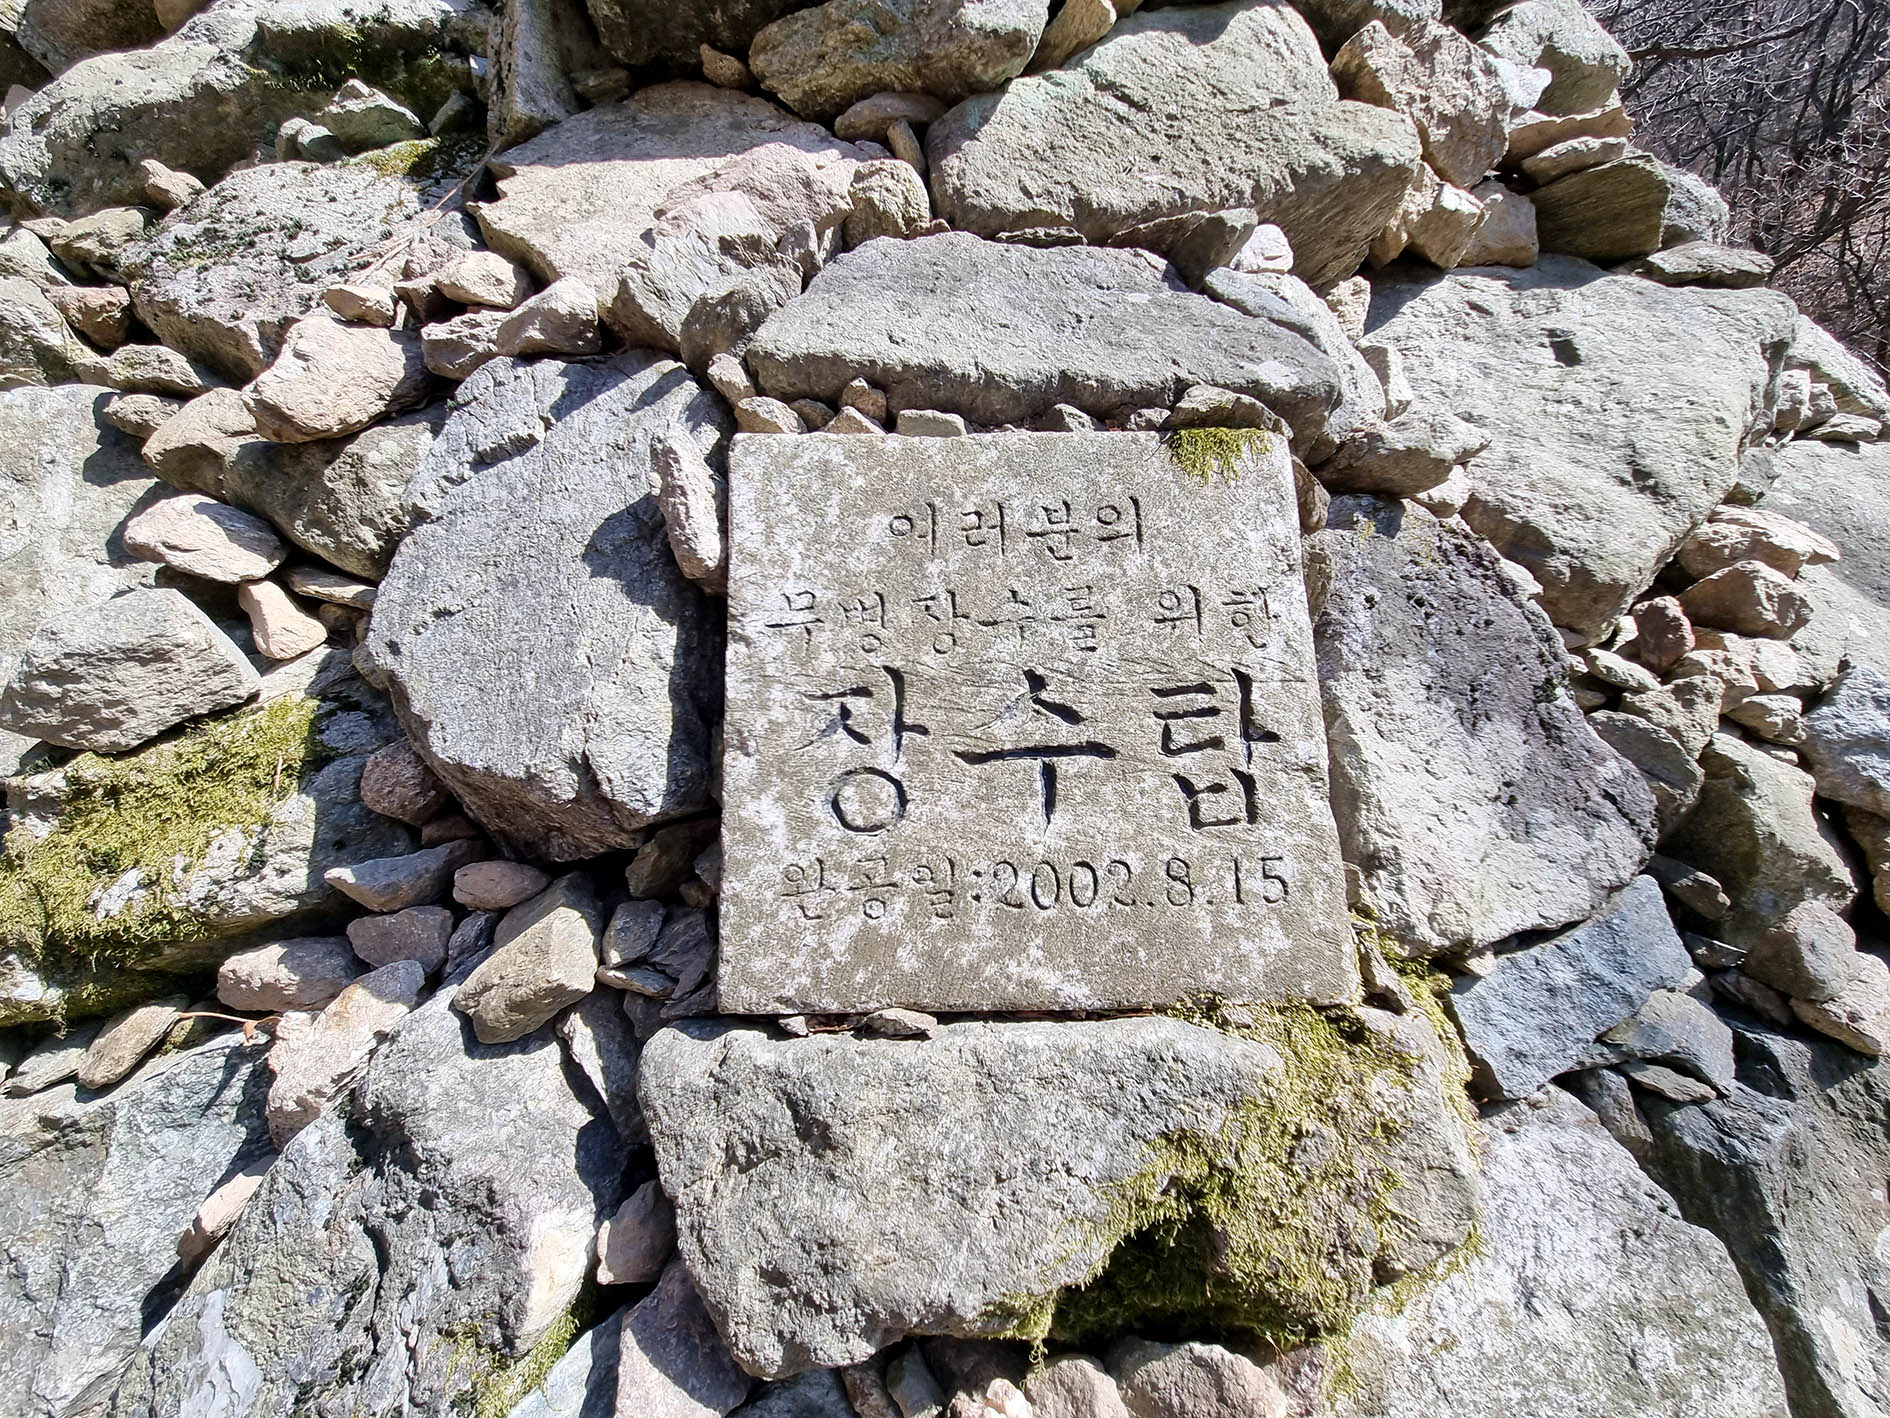 여러분의
무병장수를 위한
장수탑
완공일:2002.8.15